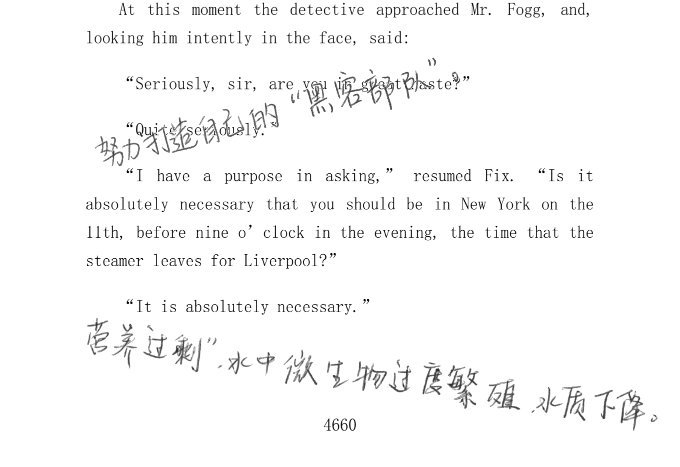 At this moment the detective approached Mr. Fogg, and,
looking him intently in the face, said:
“Seriously, sir, are you in great haste?”
努力打造自己的“黑客部队”
“Quite seriously.”
“I have a purpose in asking,” resumed Fix. “Is it
absolutely necessary that you should be in New York on the
11th, before nine o’clock in the evening, the time that the
steamer leaves for Liverpool?”
“It is absolutely necessary.”
营养过剩”，水中微生物过度繁殖，水质下降。
4660